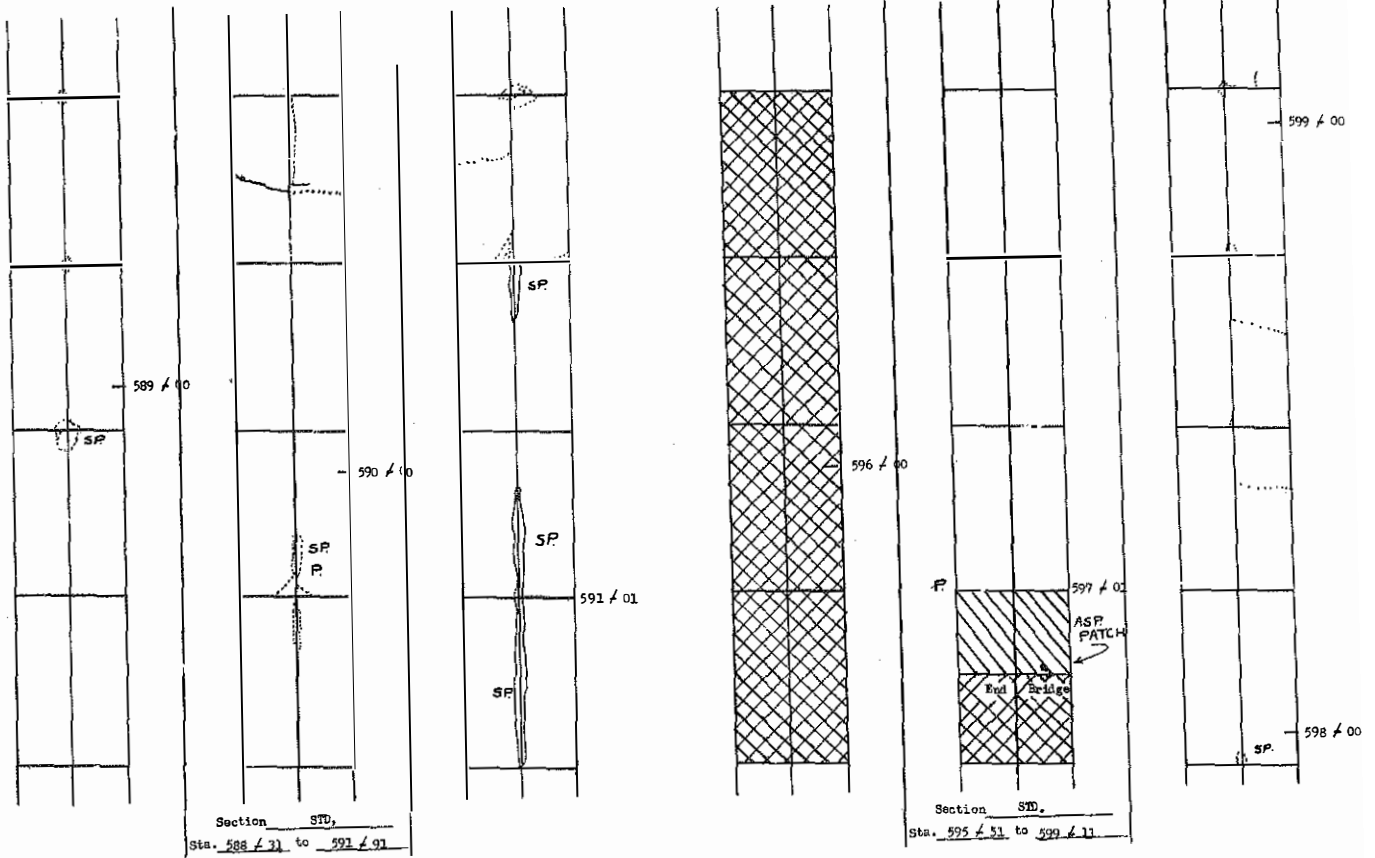 589 / 00
SP.
590 / 00
SP.
P.
SP.
SP.
591 / 01
SP.
Section STD,
Sta. 588 / 31 to 591 / 91
596 / 00
P.
597 / 01
ASP.
PATCH
End Bridge
599 / 00
598 / 00
SP.
Section STD.
Sta. 595 / 51 to 599 / 11